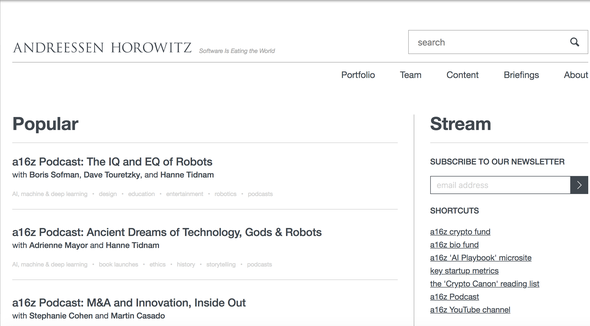 ANDREESSEN HOROWITZ Software Is Eating the World
search
Portfolio Team Content Briefings About
Popular
a16z Podcast: The IQ and EQ of Robots
with Boris Sofman, Dave Touretzky, and Hanne Tidnam
AI, machine & deep learning • design • education • entertainment • robotics • podcasts
a16z Podcast: Ancient Dreams of Technology, Gods & Robots
with Adrienne Mayor and Hanne Tidnam
AI, machine & deep learning • book launches • ethics • history • storytelling • podcasts
a16z Podcast: M&A and Innovation, Inside Out
with Stephanie Cohen and Martin Casado
Stream
SUBSCRIBE TO OUR NEWSLETTER
email address
SHORTCUTS
a16z crypto fund
a16z bio fund
a16z 'AI Playbook' microsite
key startup metrics
the 'Crypto Canon' reading list
a16z Podcast
a16z YouTube channel